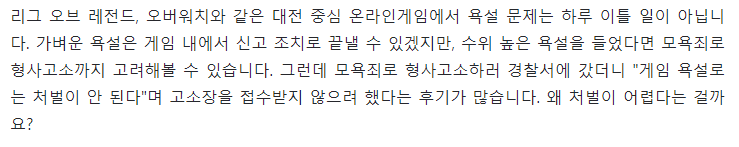 리그 오브 레전드, 오버워치와 같은 대전 중심 온라인게임에서 욕설 문제는 하루 이틀 일이 아닙니
다. 가벼운 욕설은 게임 내에서 신고 조치로 끝낼 수 있겠지만, 수위 높은 욕설을 들었다면 모욕죄로
형사고소까지 고려해볼 수 있습니다. 그런데 모욕죄로 형사고소하러 경찰서에 갔더니 "게임 욕설로
는 처벌이 안 된다"며 고소장을 접수받지 않으려 했다는 후기가 많습니다. 왜 처벌이 어렵다는 걸까
요?